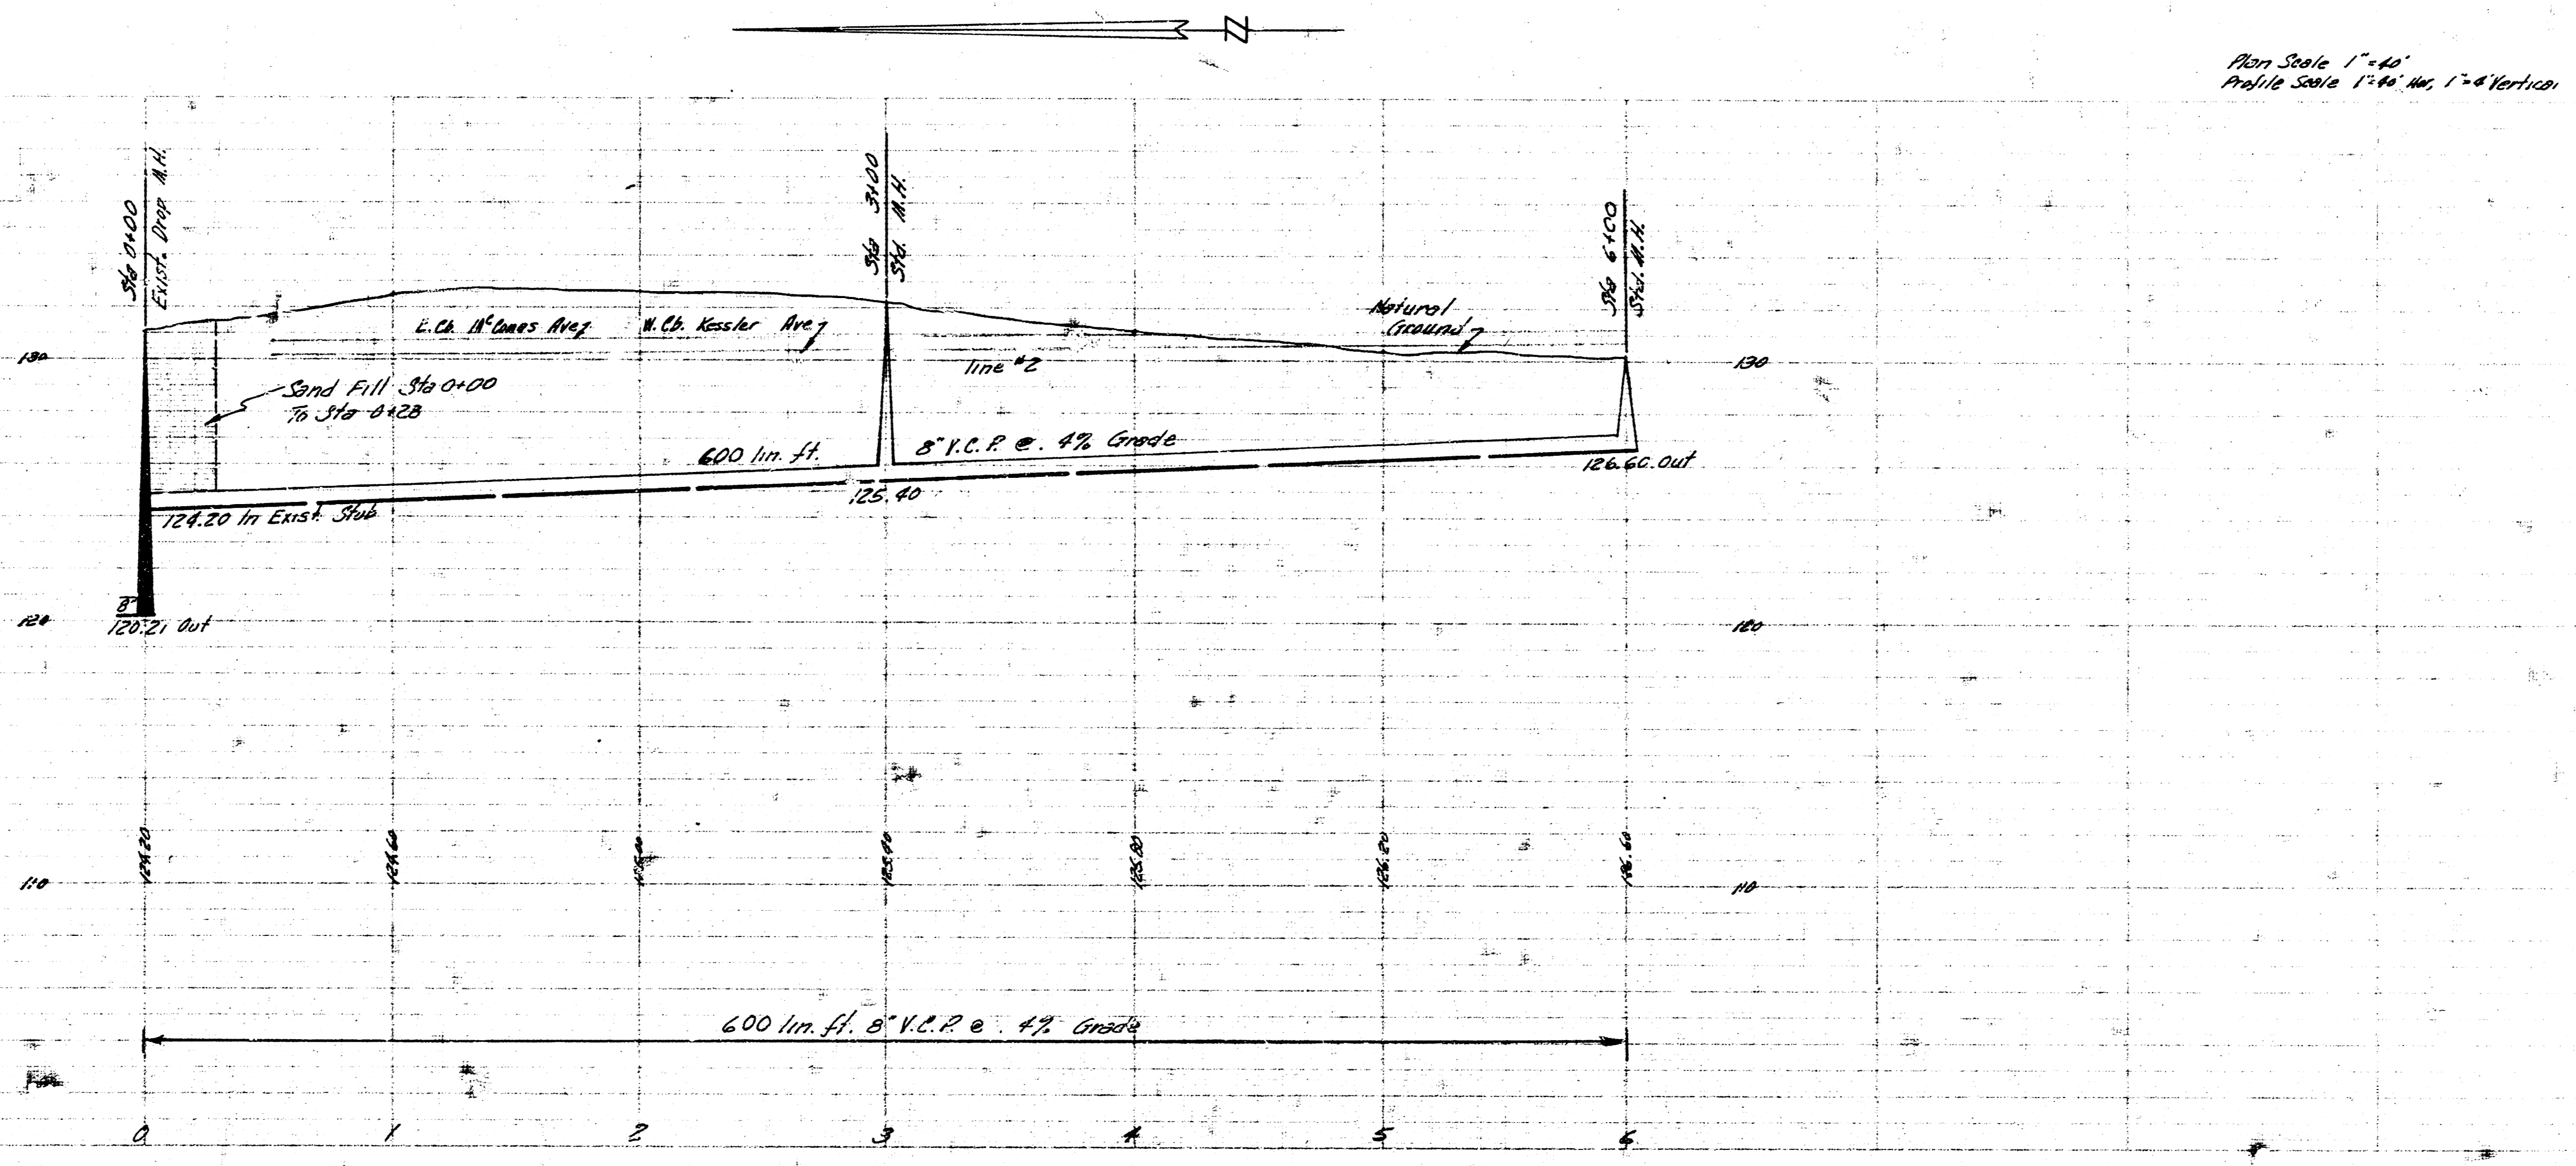 N
Plan Scale 1"=40'
Profile Scale 1"=40' Hor, 1"=4' Vertical
Sta 0+00
Exist. Drop M.H.
Sta 3+00
Std. M.H.
Sta 6+00
Std. M.H.
E.Cb. McComas Ave
W.Cb. Kessler Ave
Natural
Ground
130
line #2
130
Sand Fill Sta 0+00
To Sta 0+28
600 lin. ft.
8" V.C.P. @ .4% Grade
126.60 Out
125.40
124.20 In Exist. Stub
8"
120
120.21 Out
120
124.20
124.60
125.00
125.40
125.80
126.20
126.60
110
110
600 lin. ft. 8" V.C.P. @ .4% Grade
0
1
2
3
4
5
6